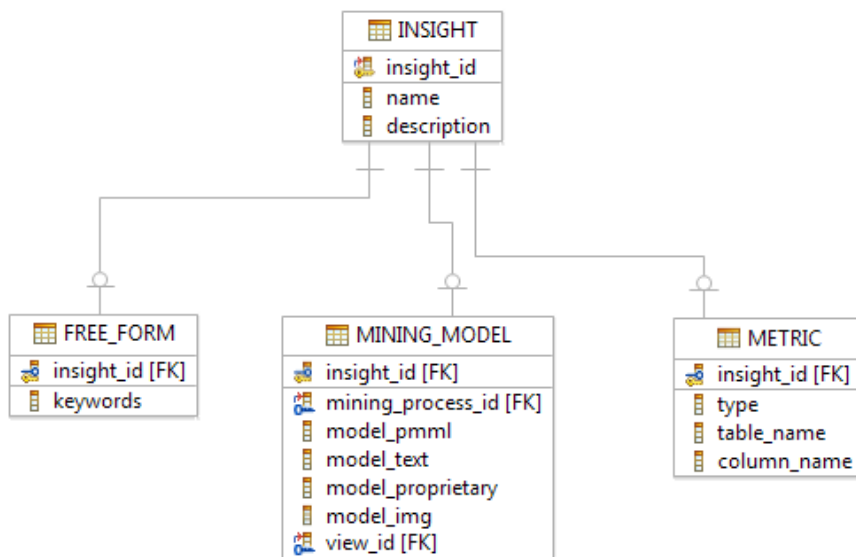 INSIGHT
insight_id
name
description
FREE_FORM
insight_id [FK]
keywords
MINING_MODEL
insight_id [FK]
mining_process_id [FK]
model_pmml
model_text
model_proprietary
model_img
view_id [FK]
METRIC
insight_id [FK]
type
table_name
column_name